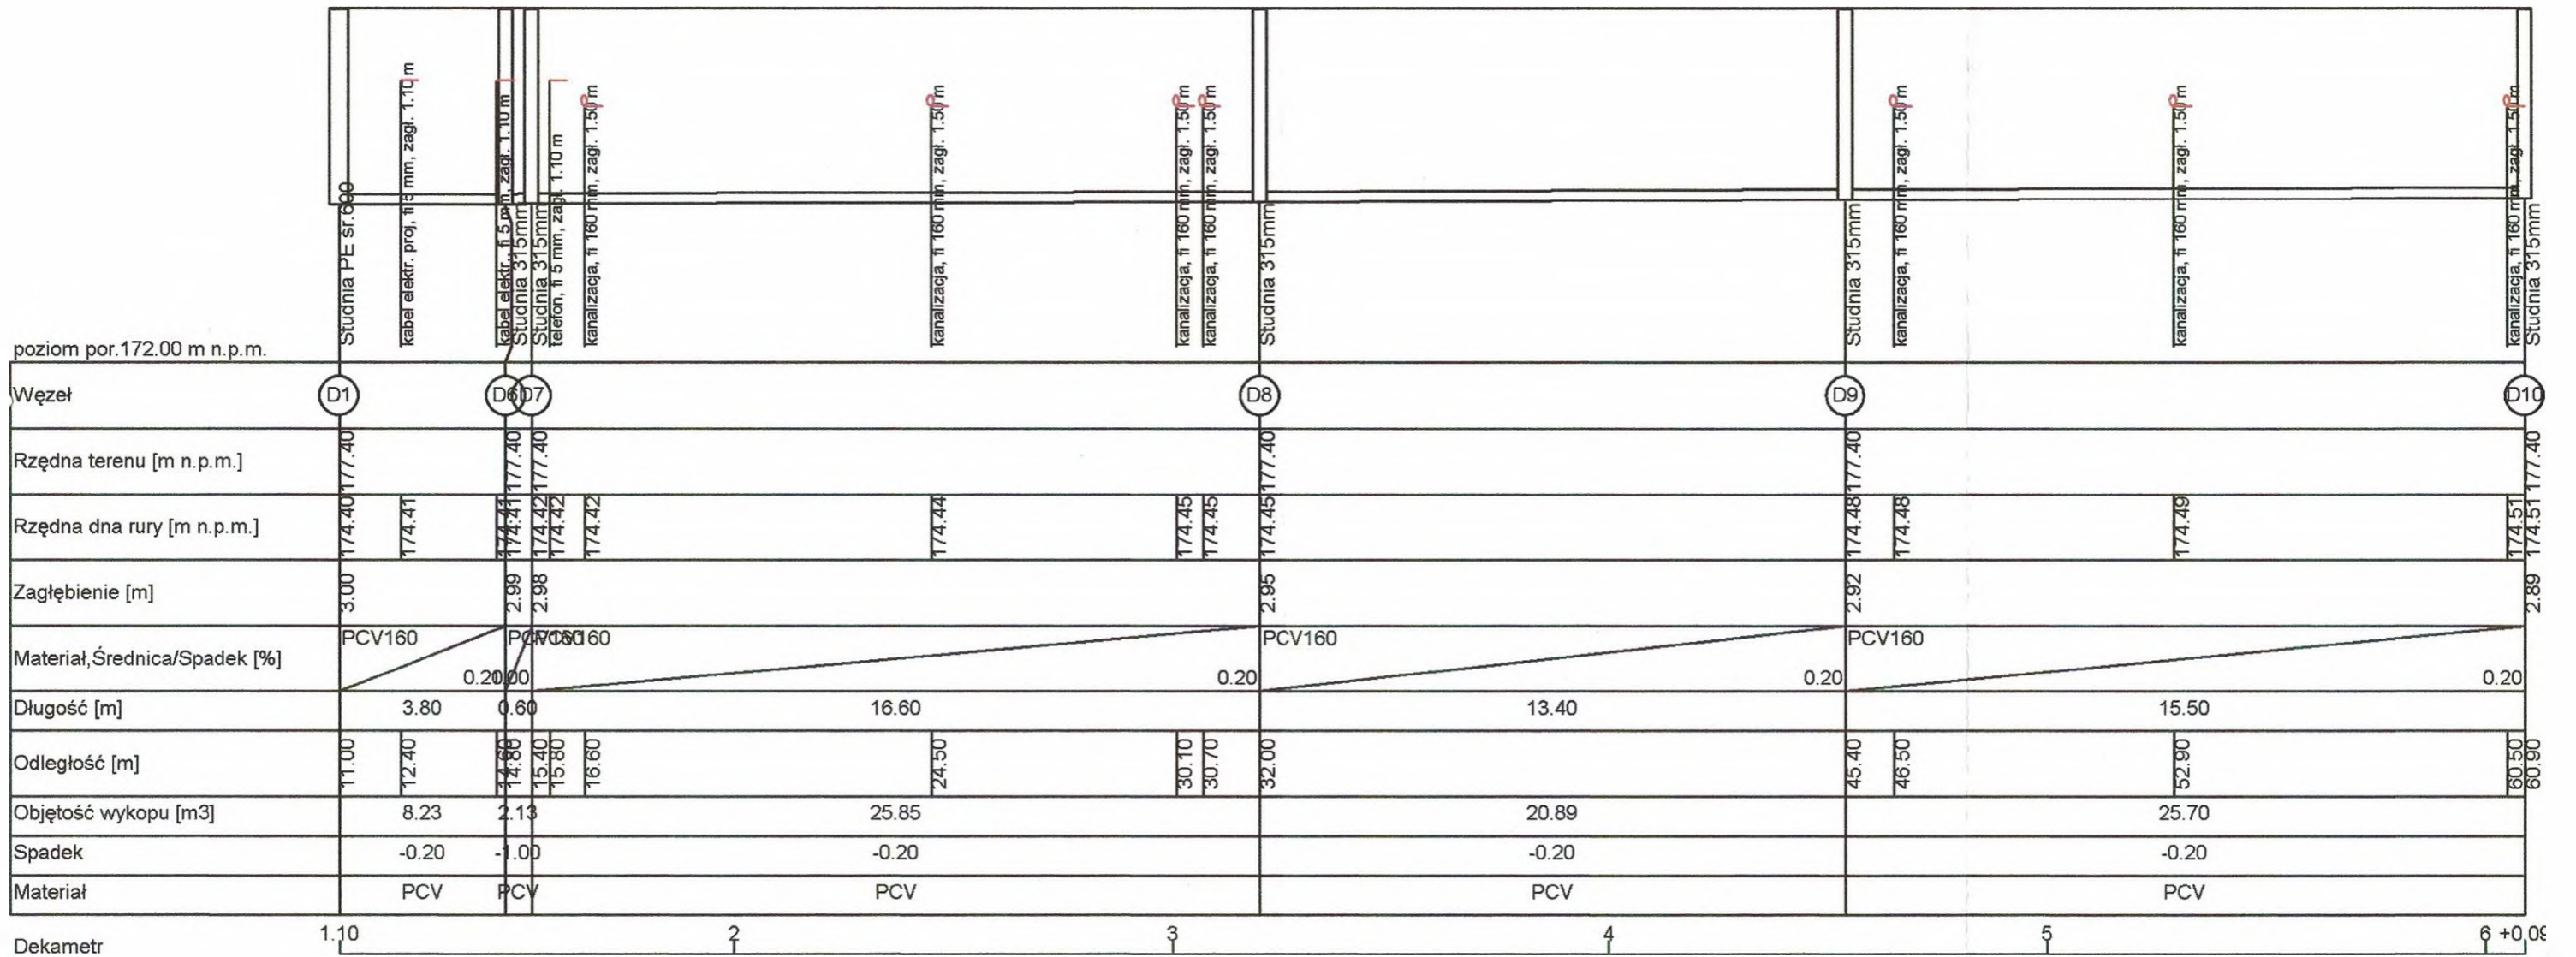 kabel elektr. proj, fi 5 mm, zagł. 1.10 m
kabel elektr., fi 5 mm, zagł. 1.10 m
telefon, fi 5 mm, zagł. 1.10 m
kanalizacja, fi 160 mm, zagł. 1.50 m
kanalizacja, fi 160 mm, zagł. 1.50 m
kanalizacja, fi 160 mm, zagł. 1.50 m
kanalizacja, fi 160 mm, zagł. 1.50 m
kanalizacja, fi 160 mm, zagł. 1.50 m
kanalizacja, fi 160 mm, zagł. 1.50 m
kanalizacja, fi 160 mm, zagł. 1.50 m
Studnia PE śr.600
Studnia 315mm
Studnia 315mm
Studnia 315mm
Studnia 315mm
Studnia 315mm
poziom por.172.00 m n.p.m.
Węzeł D1 D6 D7 D8 D9 D10
Rzędna terenu [m n.p.m.] 177.40 177.40 177.40 177.40 177.40 177.40
Rzędna dna rury [m n.p.m.] 174.40 174.41 174.41 174.41 174.42 174.42 174.42 174.44 174.45 174.45 174.45 174.48 174.48 174.49 174.51 174.51
Zagłębienie [m] 3.00 2.99 2.98 2.95 2.92 2.89
PCV160 PCV160 PCV160 PCV160 PCV160
Materiał,Średnica/Spadek [%]
0.20 1.00 0.20 0.20 0.20
Długość [m] 3.80 0.60 16.60 13.40 15.50
Odległość [m] 11.00 12.40 14.60 14.80 15.40 15.80 16.60 24.50 30.10 30.70 32.00 45.40 46.50 52.90 60.50 60.90
Objętość wykopu [m3] 8.23 2.13 25.85 20.89 25.70
Spadek -0.20 -1.00 -0.20 -0.20 -0.20
Materiał PCV PCV PCV PCV PCV
Dekametr 1.10 2 3 4 5 6 +0.09